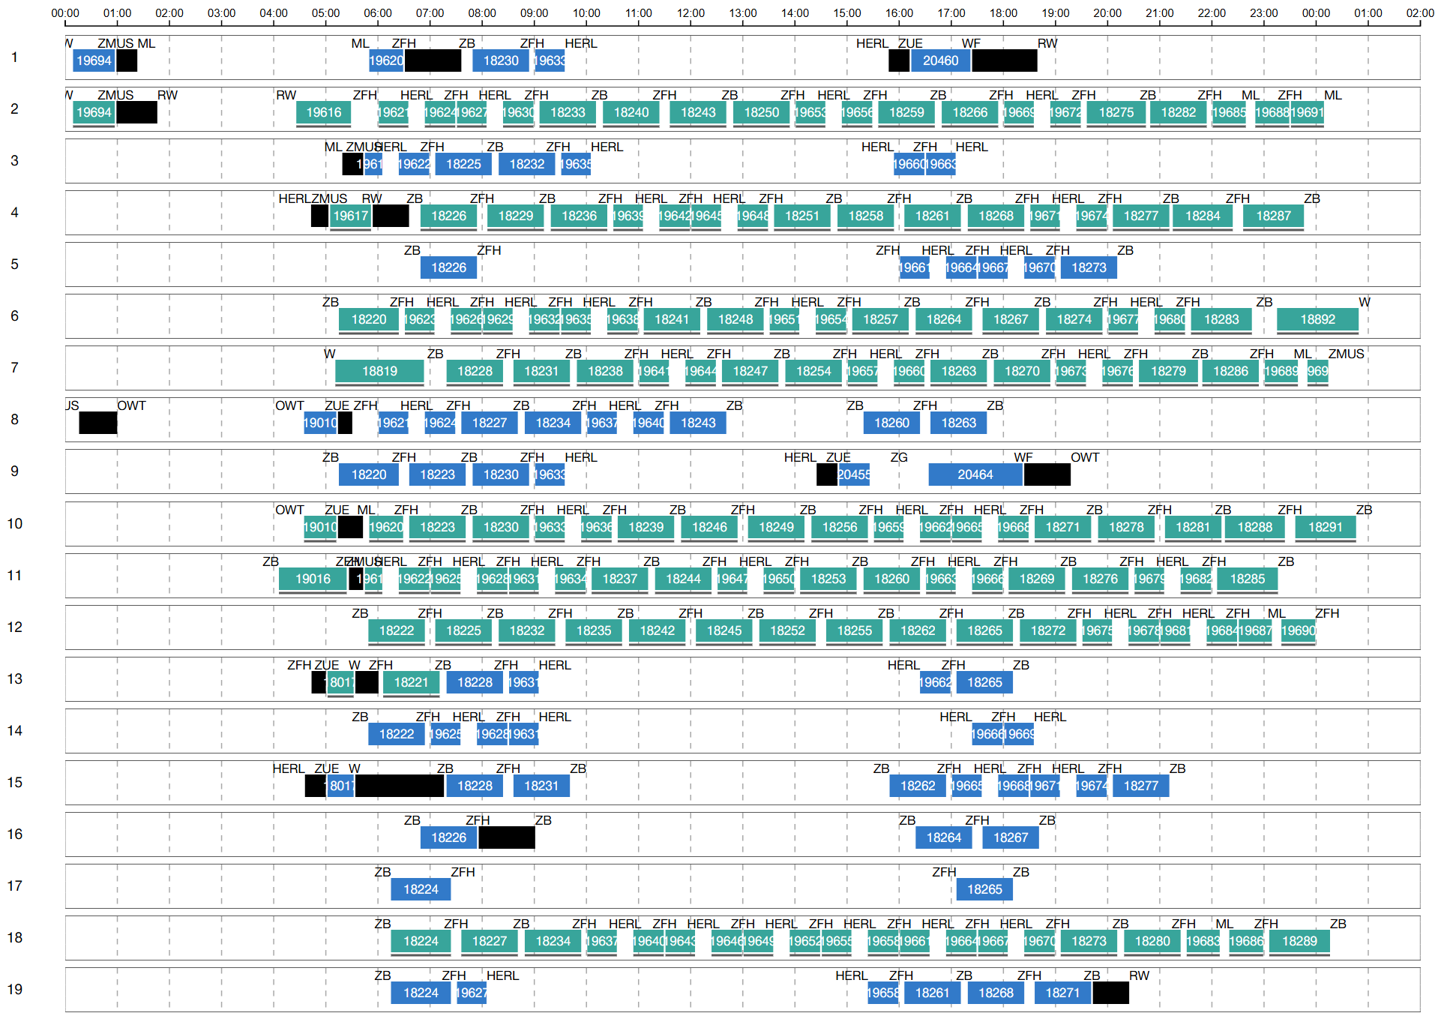 00:00 01:00 02:00 03:00 04:00 05:00 06:00 07:00 08:00 09:00 10:00 11:00 12:00 13:00 14:00 15:00 16:00 17:00 18:00 19:00 20:00 21:00 22:00 23:00 00:00 01:00 02:00
W ZMUS ML ML ZFH ZB ZFH HERL HERL ZUE WF RW
1 19694 19620 18230 1963 20460
W ZMUS RW RW ZFH HERL ZFH HERL ZFH ZB ZFH ZB ZFH HERL ZFH ZB ZFH HERL ZFH ZB ZFH ML ZFH ML
2 19694 19616 19621 19624 19627 19630 18233 18240 18243 18250 19653 19656 18259 18266 19669 19672 18275 18282 19685 19688 19691
ML ZMUS HERL ZFH ZB ZFH HERL HERL ZFH HERL
3 1961 19622 18225 18232 19635 19660 19663
HERL ZMUS RW ZB ZFH ZB ZFH HERL ZFH HERL ZFH ZB ZFH ZB ZFH HERL ZFH ZB ZFH ZB
4 19617 18226 18229 18236 19639 19642 19645 19648 18251 18258 18261 18268 19671 19674 18277 18284 18287
ZB ZFH ZFH HERL ZFH HERL ZFH ZB
5 18226 19661 19664 19667 19670 18273
ZB ZFH HERL ZFH HERL ZFH HERL ZFH ZB ZFH HERL ZFH ZB ZFH ZB ZFH HERL ZFH ZB W
6 18220 19623 19626 19629 19632 19635 19638 18241 18248 19651 19654 18257 18264 18267 18274 19677 19680 18283 18892
W ZB ZFH ZB ZFH HERL ZFH ZB ZFH HERL ZFH ZB ZFH HERL ZFH ZB ZFH ML ZMUS
7 18819 18228 18231 18238 19641 19644 18247 18254 19657 19660 18263 18270 19673 19676 18279 18286 19689 969
US OWT OWT ZUE ZFH HERL ZFH ZB ZFH HERL ZFH ZB ZB ZFH ZB
8 19010 19621 19624 18227 18234 19637 19640 18243 18260 18263
ZB ZFH ZB ZFH HERL HERL ZUE ZG WF OWT
9 18220 18223 18230 19633 20455 20464
OWT ZUE ML ZFH ZB ZFH HERL ZFH ZB ZFH ZB ZFH HERL ZFH HERL ZFH ZB ZFH ZB ZFH ZB
10 19010 19620 18223 18230 19633 19636 18239 18246 18249 18256 19659 19662 19665 19668 18271 18278 18281 18288 18291
ZB ZMUS HERL ZFH HERL ZFH HERL ZFH ZB ZFH HERL ZFH ZB ZFH HERL ZFH ZB ZFH HERL ZFH ZB
11 19016 1961 19622 19625 19628 19631 19634 18237 18244 19647 19650 18253 18260 19663 19666 18269 18276 19679 19682 18285
ZB ZFH ZB ZFH ZB ZFH ZB ZFH ZB ZFH ZB ZFH HERL ZFH HERL ZFH ML ZFH
12 18222 18225 18232 18235 18242 18245 18252 18255 18262 18265 18272 19675 19678 19681 19684 19687 19690
ZFH ZUE W ZFH ZB ZFH HERL HERL ZFH ZB
13 8017 18221 18228 19631 19662 18265
ZB ZFH HERL ZFH HERL HERL ZFH HERL
14 18222 19625 19628 19631 19666 19669
HERL ZUE W ZB ZFH ZB ZB ZFH HERL ZFH HERL ZFH ZB
15 8017 18228 18231 18262 19665 19668 19671 19674 18277
ZB ZFH ZB ZB ZFH ZB
16 18226 18264 18267
ZB ZFH ZFH ZB
17 18224 18265
ZB ZFH ZB ZFH HERL ZFH HERL ZFH HERL ZFH HERL ZFH HERL ZFH HERL ZFH ZB ZFH ML ZFH ZB
18 18224 18227 18234 19637 19640 19643 19646 19649 19652 19655 19658 19661 19664 19667 19670 18273 18280 19683 19686 18289
ZB ZFH HERL HERL ZFH ZB ZFH ZB RW
19 18224 19627 19658 18261 18268 18271